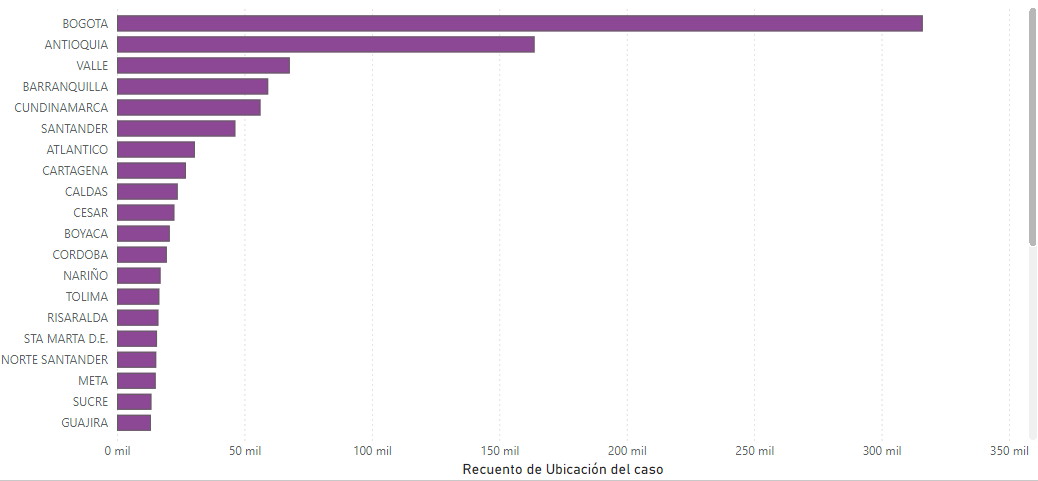 BOGOTA
ANTIOQUIA
VALLE
BARRANQUILLA
CUNDINAMARCA
SANTANDER
ATLANTICO
CARTAGENA
CALDAS
CESAR
BOYACA
CORDOBA
NARIÑO
TOLIMA
RISARALDA
STA MARTA D.E.
NORTE SANTANDER
META
SUCRE
GUAJIRA
0 mil 50 mil 100 mil 150 mil 200 mil 250 mil 300 mil 350 mil
Recuento de Ubicación del caso